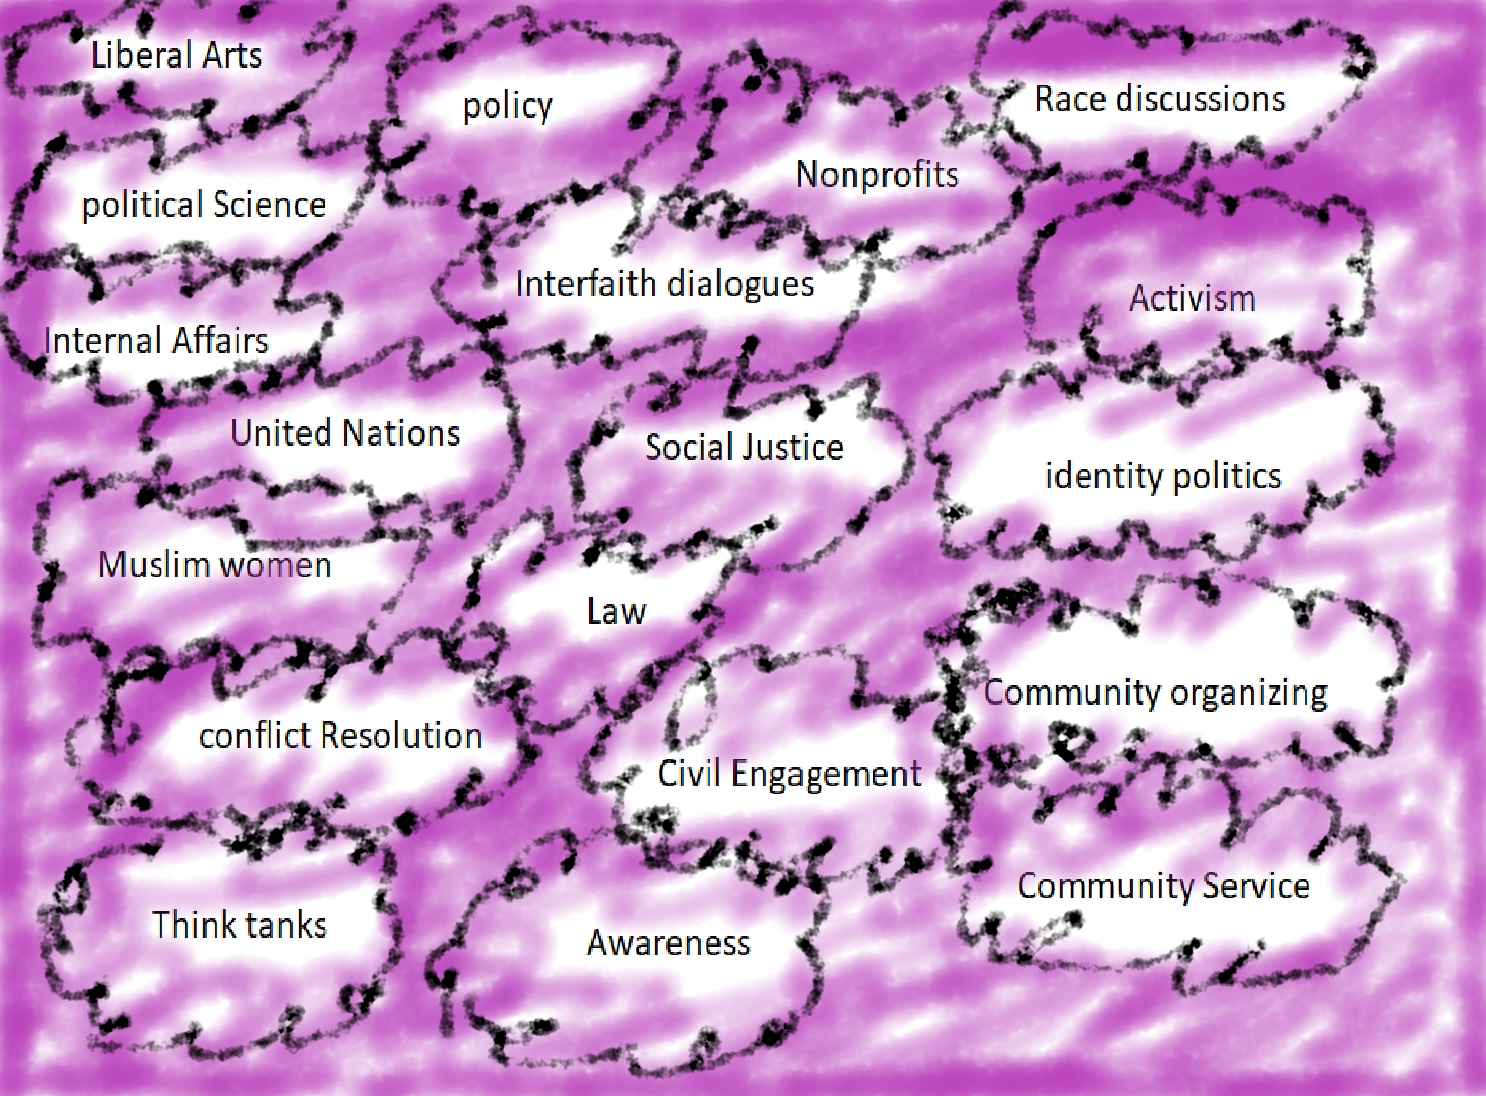 Liberal Arts
policy
Race discussions
Nonprofits
political Science
Interfaith dialogues
Activism
Internal Affairs
United Nations
Social Justice
identity politics
Muslim women
Law
Community organizing
conflict Resolution
Civil Engagement
Community Service
Think tanks
Awareness